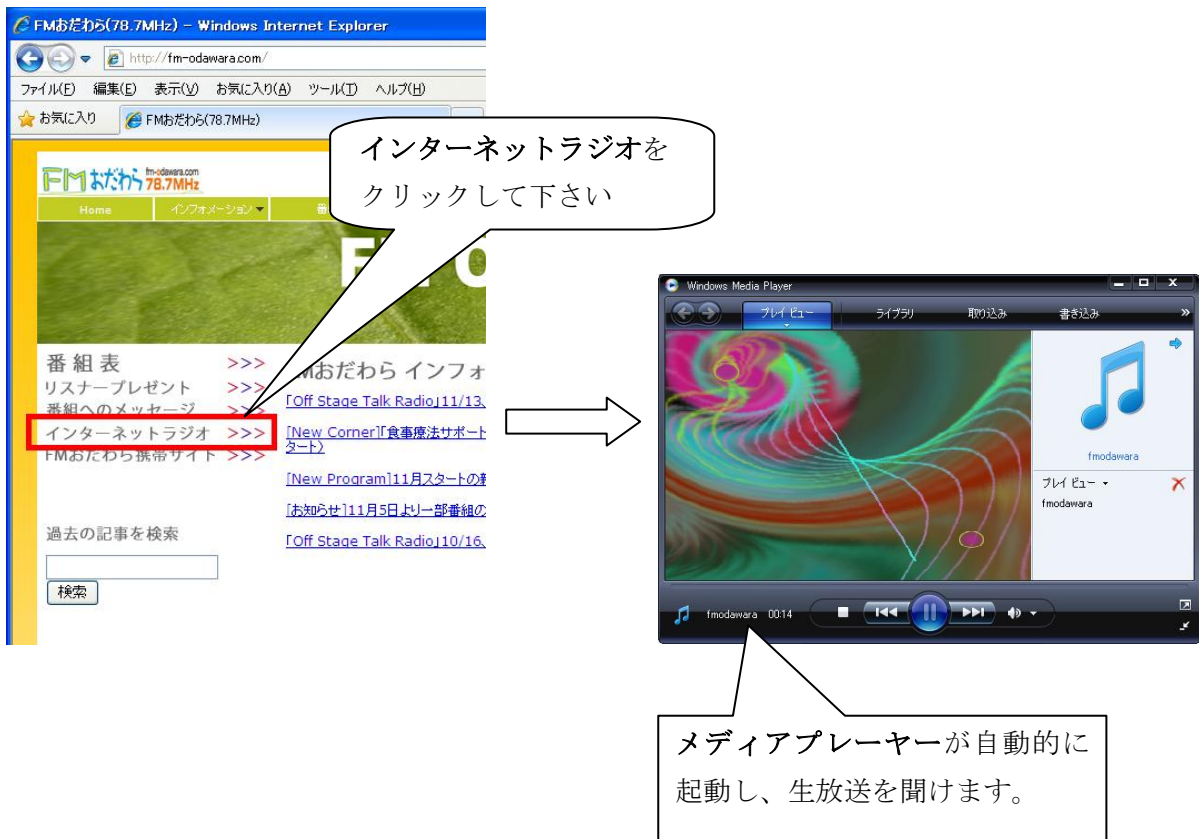 FMおだわら(78.7MHz) - Windows Internet Explorer
http://fm-odawara.com/
ファイル(F) 編集(E) 表示(V) お気に入り(A) ツール(T) ヘルプ(H)
お気に入り FMおだわら(78.7MHz)
インターネットラジオを
クリックして下さい
FMおだわら fm-odawara.com 78.7MHz
Home インフォメーション 番
FM O
番組表 >>>
リスナープレゼント >>>
番組へのメッセージ >>>
インターネットラジオ >>>
FMおだわら携帯サイト >>>
過去の記事を検索
検索
Mおだわら インフォ
「Off Stage Talk Radio」11/13、
[New Corner]「食事療法サポート
タート〉
[New Program]11月スタートの新
[お知らせ]11月5日より一部番組の
「Off Stage Talk Radio」10/16、
Windows Media Player
プレイ ビュー ライブラリ 取り込み 書き込み »
fmodawara
プレイ ビュー
fmodawara
fmodawara 00:14
メディアプレーヤーが自動的に
起動し、生放送を聞けます。